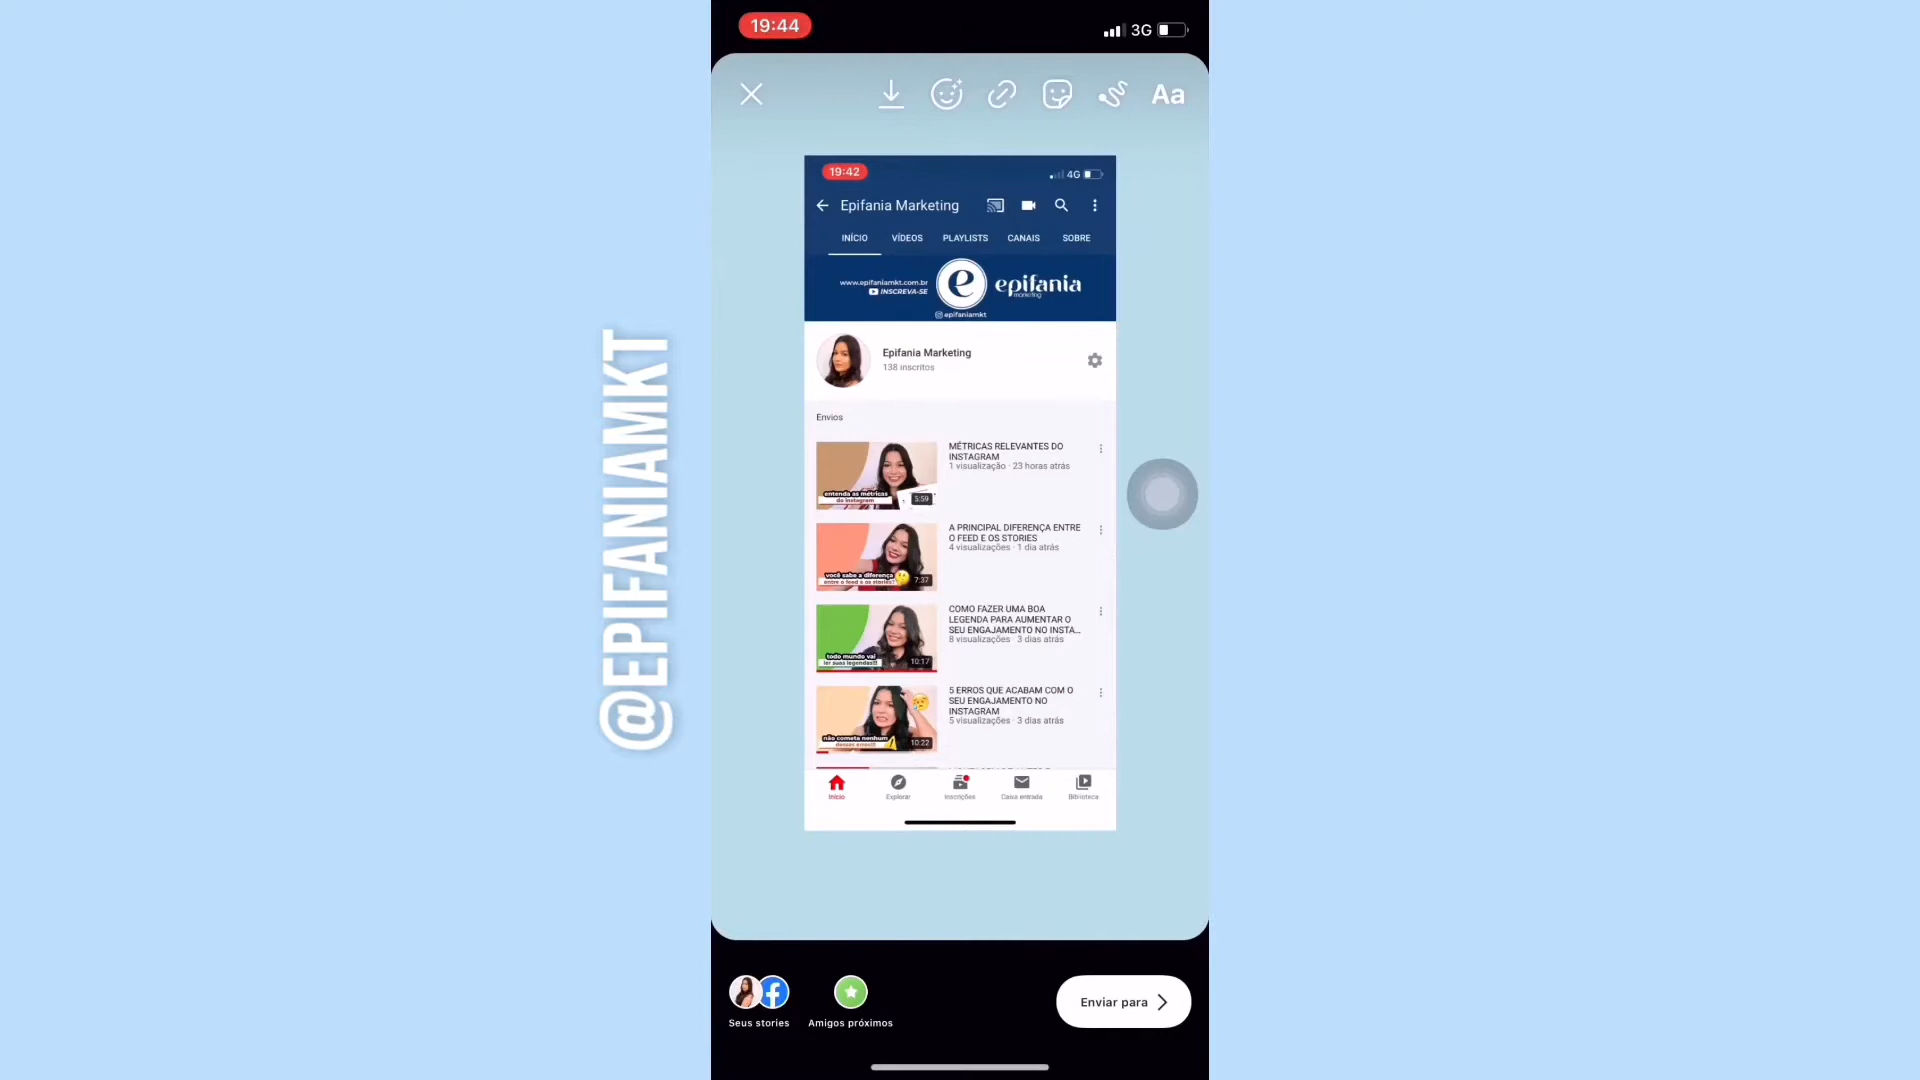 19:44
3G
Aa
19:42
4G
Epifania Marketing
INÍCIO VÍDEOS PLAYLISTS CANAIS SOBRE
www.epifaniamkt.com.br
INSCREVA-SE
e
epifania
marketing
epifaniamkt
Epifania Marketing
138 inscritos
Envios
MÉTRICAS RELEVANTES DO
INSTAGRAM
1 visualização · 23 horas atrás
entenda as métricas
do Instagram
5:59
A PRINCIPAL DIFERENÇA ENTRE
O FEED E OS STORIES
4 visualizações · 1 dia atrás
você sabe a diferença
entre o feed e os stories?
7:37
COMO FAZER UMA BOA
LEGENDA PARA AUMENTAR O
SEU ENGAJAMENTO NO INSTA...
8 visualizações · 3 dias atrás
todo mundo vai
ler suas legendas!!!
10:17
5 ERROS QUE ACABAM COM O
SEU ENGAJAMENTO NO
INSTAGRAM
5 visualizações · 3 dias atrás
não cometa nenhum
desses erros!!!
10:22
Início Explorar Inscrições Caixa entrada Biblioteca
@EPIFANIAMKT
Seus stories
Amigos próximos
Enviar para